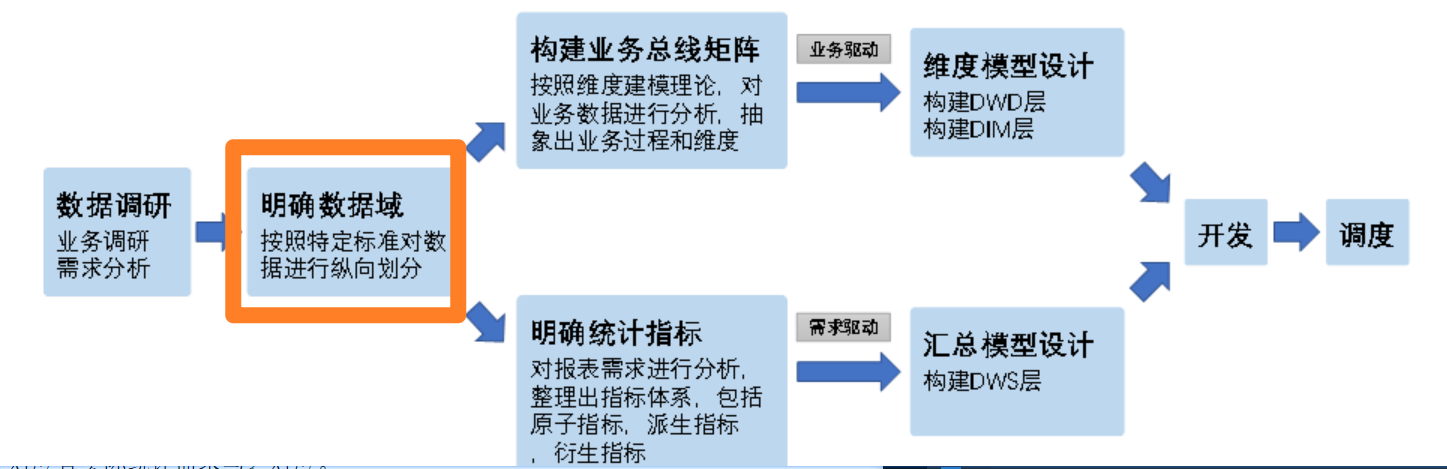 数据调研
业务调研
需求分析
明确数据域
按照特定标准对数
据进行纵向划分
构建业务总线矩阵
按照维度建模理论，对
业务数据进行分析，抽
象出业务过程和维度
业务驱动
维度模型设计
构建DWD层
构建DIM层
明确统计指标
对报表需求进行分析，
整理出指标体系，包括
原子指标，派生指标
，衍生指标
需求驱动
汇总模型设计
构建DWS层
开发
调度